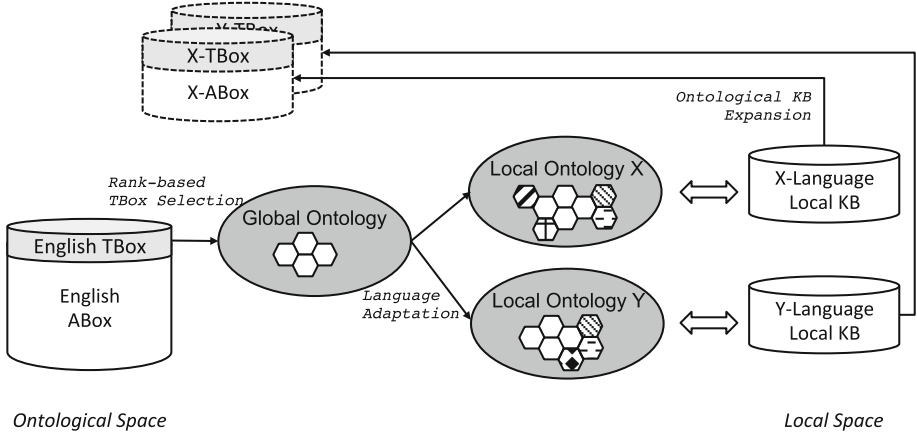 Y-TBox
X-TBox
X-ABox
Ontological KB
Expansion
Rank-based
TBox Selection
Local Ontology X
X-Language
Local KB
Global Ontology
English TBox
English
ABox
Language
Adaptation
Local Ontology Y
Y-Language
Local KB
Ontological Space
Local Space